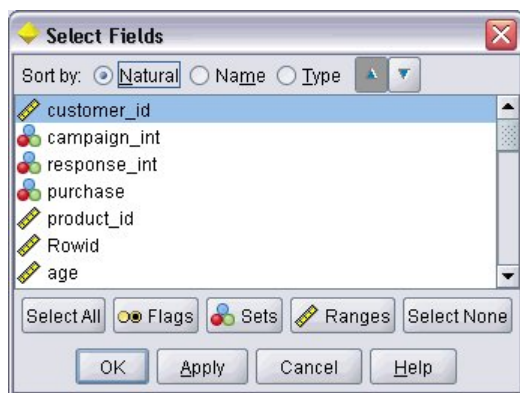 Select Fields
Sort by: Natural Name Type
customer_id
campaign_int
response_int
purchase
product_id
Rowid
age
Select All Flags Sets Ranges Select None
OK Apply Cancel Help